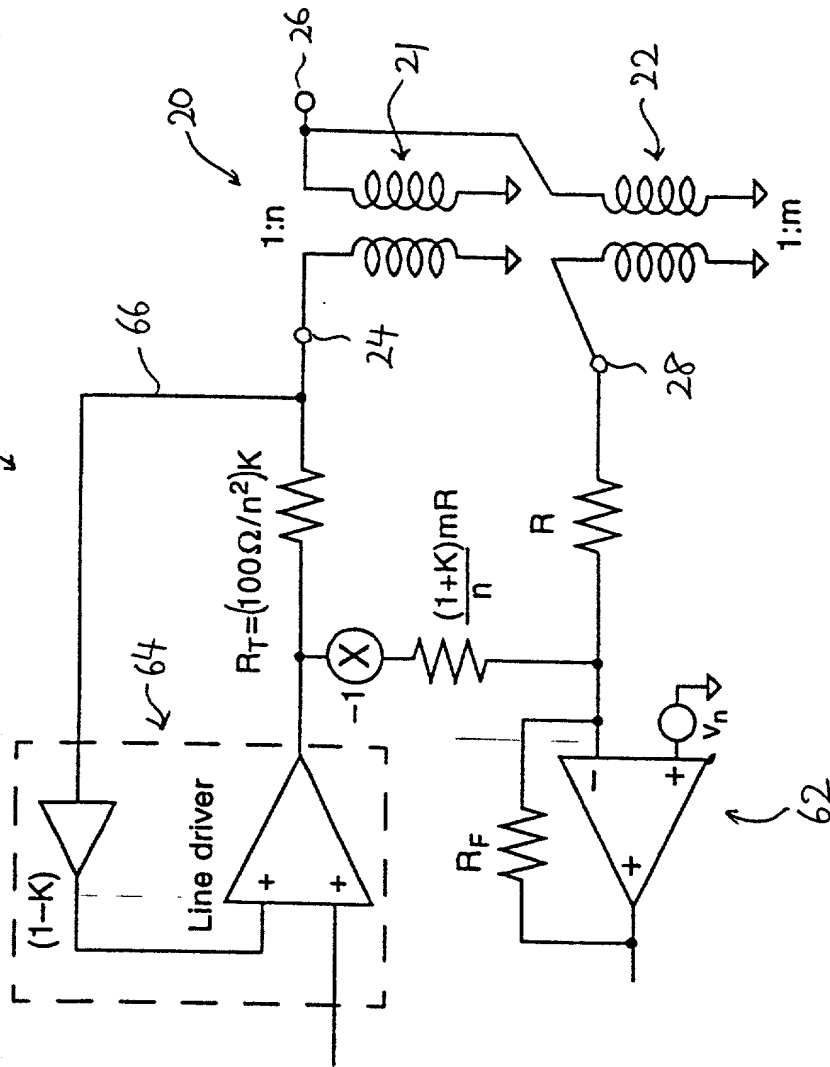 66
64
20
26
(1-K)
Line driver
+
+
R_T=(100Ω/n²)K
1:n
21
24
-1
X
(1+K)mR
n
R
28
22
1:m
R_F
-
+
+
v_n
62